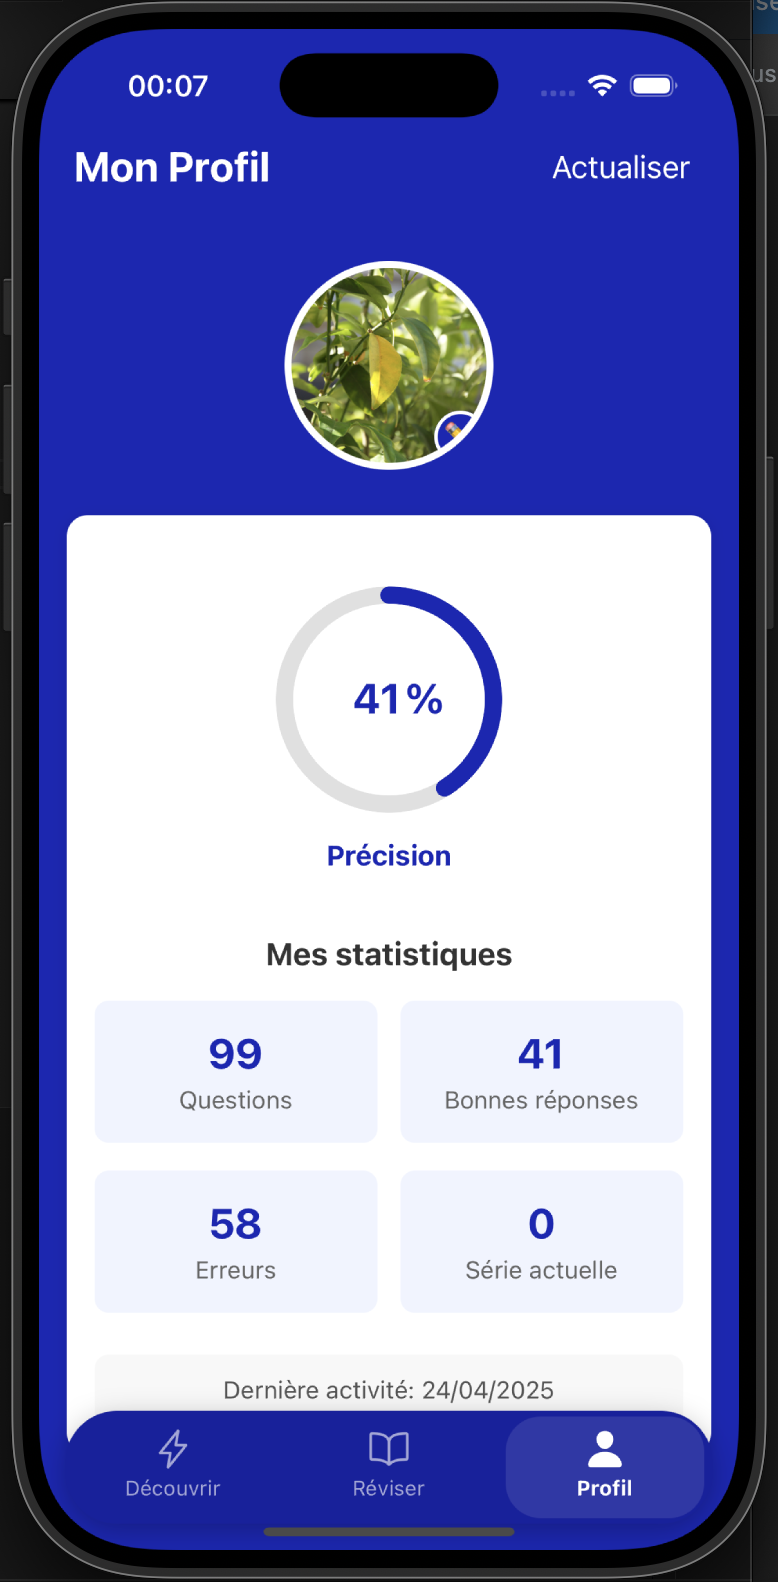 00:07
Mon Profil
Actualiser
41%
Précision
Mes statistiques
99
Questions
41
Bonnes réponses
58
Erreurs
0
Série actuelle
Dernière activité: 24/04/2025
Découvrir
Réviser
Profil